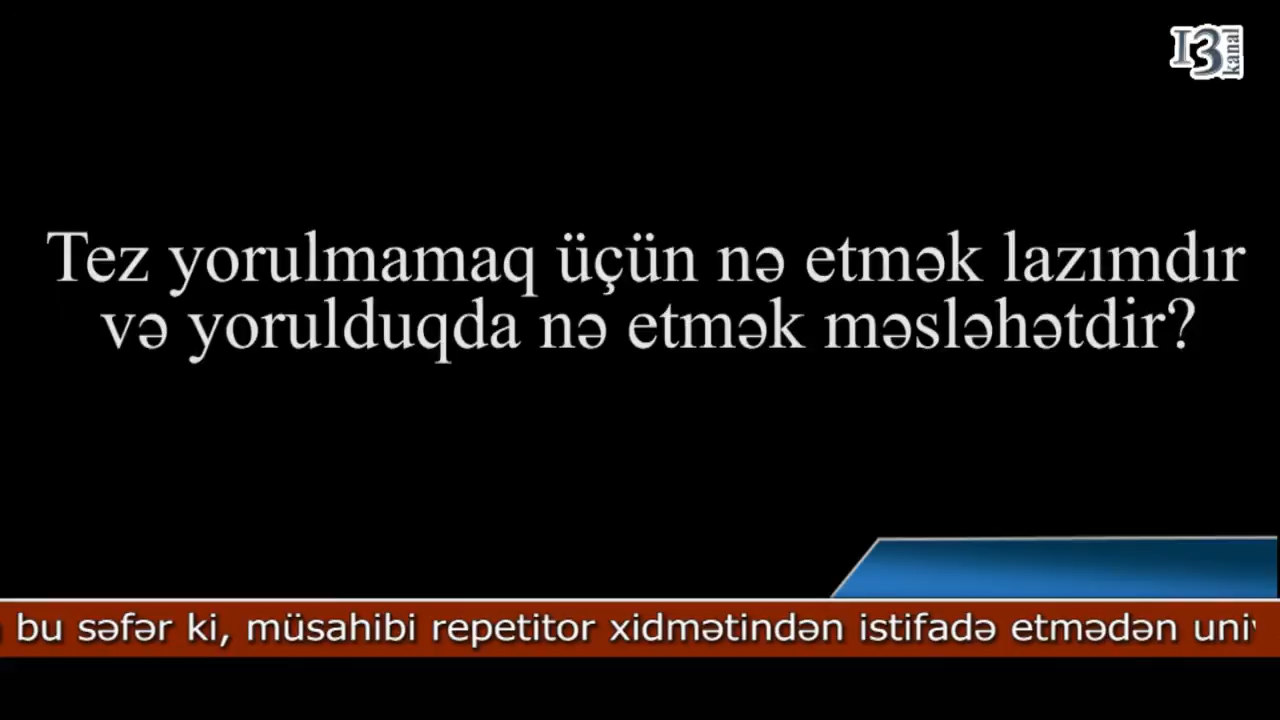 13 kanal
Tez yorulmamaq üçün nə etmək lazımdır
və yorulduqda nə etmək məsləhətdir?
bu səfər ki, müsahibi repetitor xidmətindən istifadə etmədən